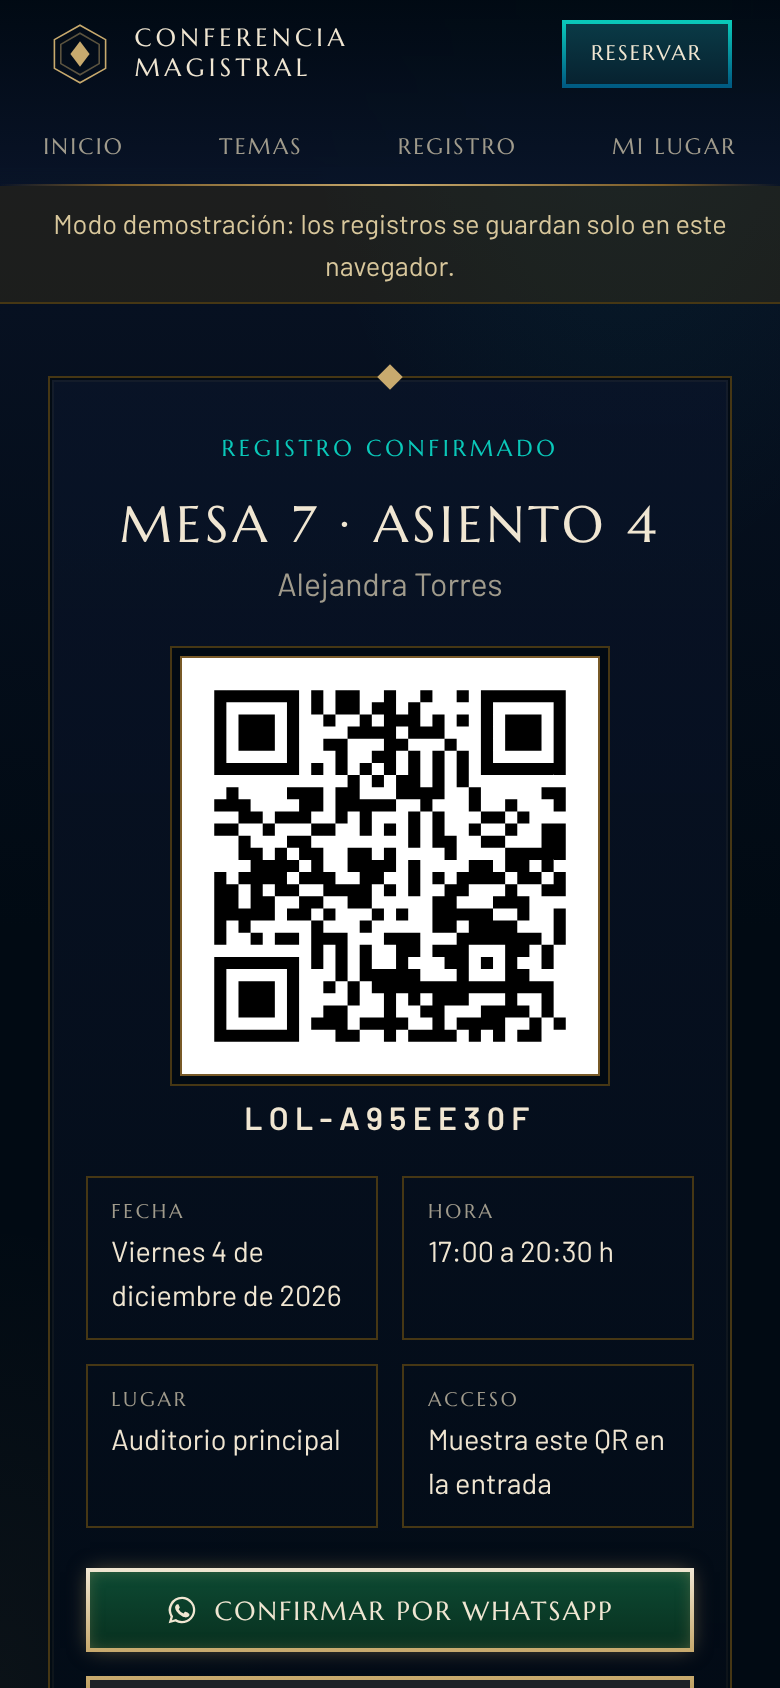 CONFERENCIA
MAGISTRAL
RESERVAR
INICIO
TEMAS
REGISTRO
MI LUGAR
Modo demostración: los registros se guardan solo en este
navegador.
REGISTRO CONFIRMADO
MESA 7 · ASIENTO 4
Alejandra Torres
LOL-A95EE30F
FECHA
Viernes 4 de
diciembre de 2026
HORA
17:00 a 20:30 h
LUGAR
Auditorio principal
ACCESO
Muestra este QR en
la entrada
CONFIRMAR POR WHATSAPP